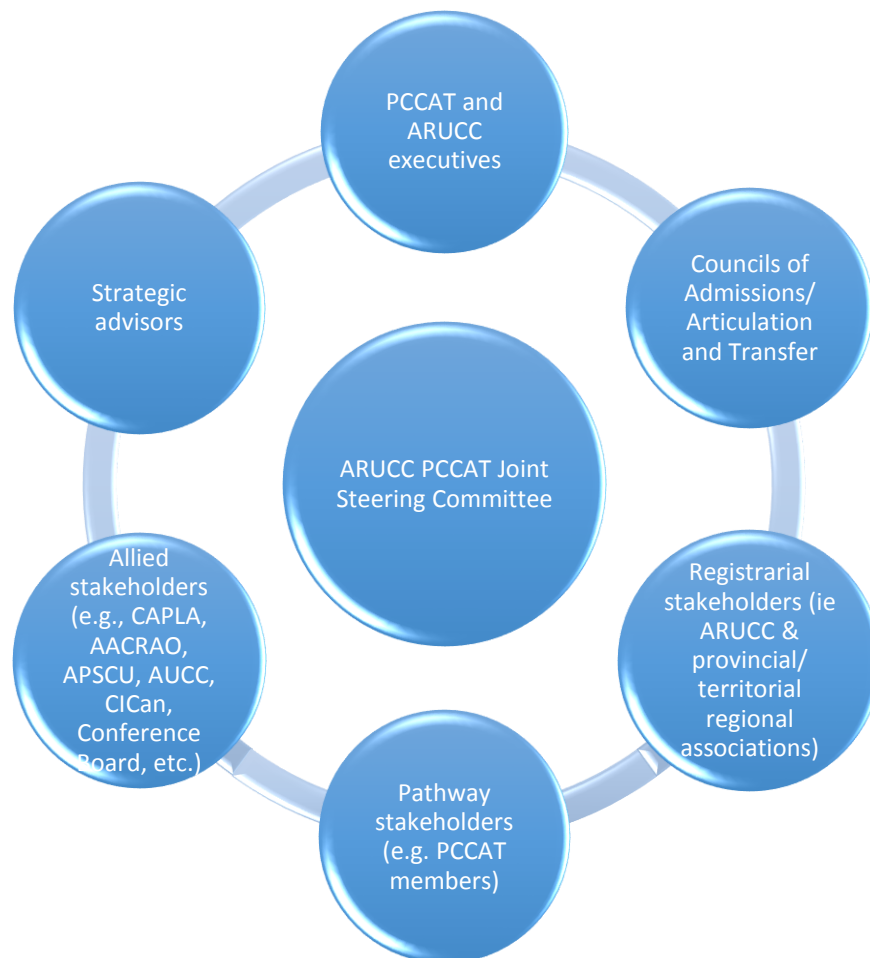 PCCAT and
ARUCC
executives
Strategic
advisors
Councils of
Admissions/
Articulation
and Transfer
ARUCC PCCAT Joint
Steering Committee
Allied
stakeholders
(e.g., CAPLA,
AACRAO,
APSCU, AUCC,
CICan,
Conference
Board, etc.)
Registrarial
stakeholders (ie
ARUCC &
provincial/
territorial
regional
associations)
Pathway
stakeholders
(e.g. PCCAT
members)